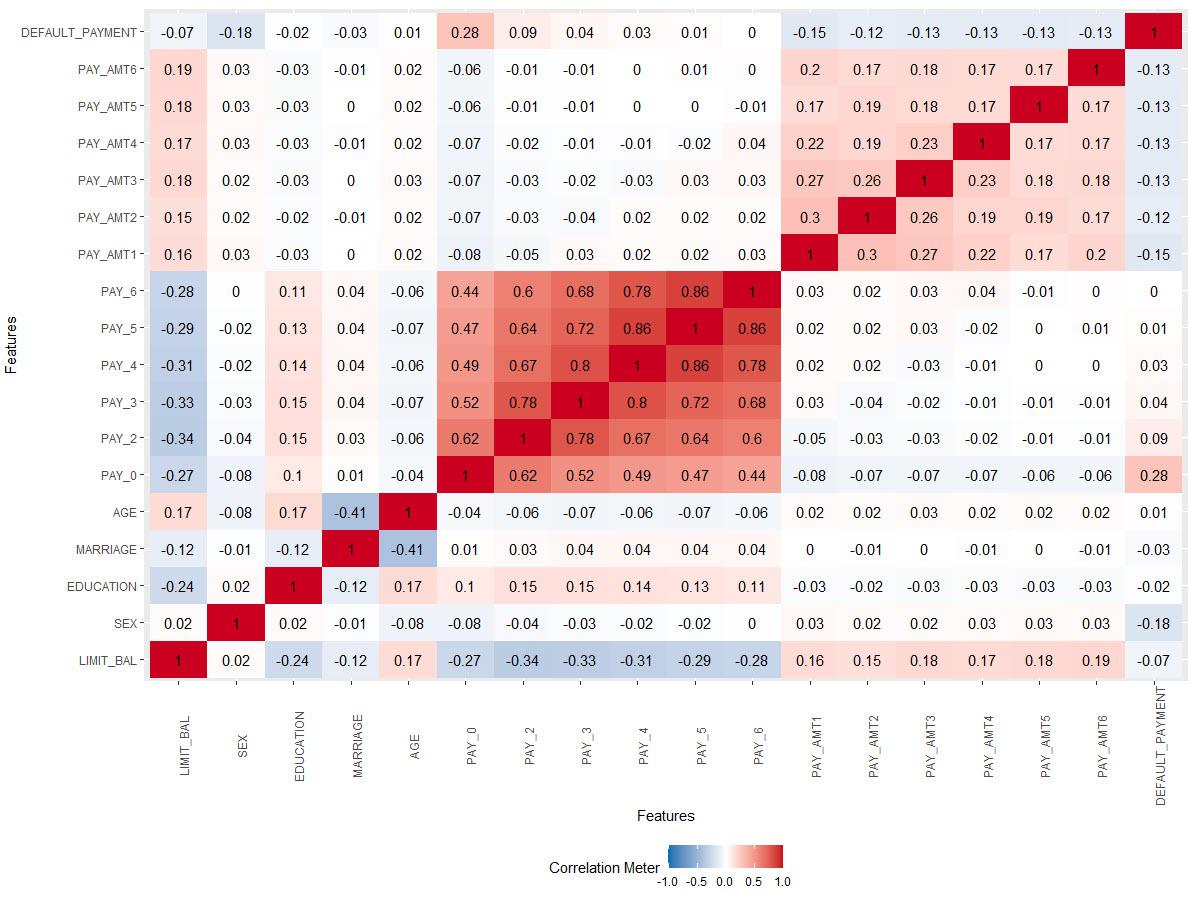 DEFAULT_PAYMENT -0.07 -0.18 -0.02 -0.03 0.01 0.28 0.09 0.04 0.03 0.01 0 -0.15 -0.12 -0.13 -0.13 -0.13 -0.13 1
PAY_AMT6 0.19 0.03 -0.03 -0.01 0.02 -0.06 -0.01 -0.01 0 0.01 0 0.2 0.17 0.18 0.17 0.17 1 -0.13
PAY_AMT5 0.18 0.03 -0.03 0 0.02 -0.06 -0.01 -0.01 0 0 -0.01 0.17 0.19 0.18 0.17 1 0.17 -0.13
PAY_AMT4 0.17 0.03 -0.03 -0.01 0.02 -0.07 -0.02 -0.01 -0.01 -0.02 0.04 0.22 0.19 0.23 1 0.17 0.17 -0.13
PAY_AMT3 0.18 0.02 -0.03 0 0.03 -0.07 -0.03 -0.02 -0.03 0.03 0.03 0.27 0.26 1 0.23 0.18 0.18 -0.13
PAY_AMT2 0.15 0.02 -0.02 -0.01 0.02 -0.07 -0.03 -0.04 0.02 0.02 0.02 0.3 1 0.26 0.19 0.19 0.17 -0.12
PAY_AMT1 0.16 0.03 -0.03 0 0.02 -0.08 -0.05 0.03 0.02 0.02 0.03 1 0.3 0.27 0.22 0.17 0.2 -0.15
PAY_6 -0.28 0 0.11 0.04 -0.06 0.44 0.6 0.68 0.78 0.86 1 0.03 0.02 0.03 0.04 -0.01 0 0
PAY_5 -0.29 -0.02 0.13 0.04 -0.07 0.47 0.64 0.72 0.86 1 0.86 0.02 0.02 0.03 -0.02 0 0.01 0.01
PAY_4 -0.31 -0.02 0.14 0.04 -0.06 0.49 0.67 0.8 1 0.86 0.78 0.02 0.02 -0.03 -0.01 0 0 0.03
PAY_3 -0.33 -0.03 0.15 0.04 -0.07 0.52 0.78 1 0.8 0.72 0.68 0.03 -0.04 -0.02 -0.01 -0.01 -0.01 0.04
PAY_2 -0.34 -0.04 0.15 0.03 -0.06 0.62 1 0.78 0.67 0.64 0.6 -0.05 -0.03 -0.03 -0.02 -0.01 -0.01 0.09
PAY_0 -0.27 -0.08 0.1 0.01 -0.04 1 0.62 0.52 0.49 0.47 0.44 -0.08 -0.07 -0.07 -0.07 -0.06 -0.06 0.28
AGE 0.17 -0.08 0.17 -0.41 1 -0.04 -0.06 -0.07 -0.06 -0.07 -0.06 0.02 0.02 0.03 0.02 0.02 0.02 0.01
MARRIAGE -0.12 -0.01 -0.12 1 -0.41 0.01 0.03 0.04 0.04 0.04 0.04 0 -0.01 0 -0.01 0 -0.01 -0.03
EDUCATION -0.24 0.02 1 -0.12 0.17 0.1 0.15 0.15 0.14 0.13 0.11 -0.03 -0.02 -0.03 -0.03 -0.03 -0.03 -0.02
SEX 0.02 1 0.02 -0.01 -0.08 -0.08 -0.04 -0.03 -0.02 -0.02 0 0.03 0.02 0.02 0.03 0.03 0.03 -0.18
LIMIT_BAL 1 0.02 -0.24 -0.12 0.17 -0.27 -0.34 -0.33 -0.31 -0.29 -0.28 0.16 0.15 0.18 0.17 0.18 0.19 -0.07
Features
LIMIT_BAL SEX EDUCATION MARRIAGE AGE PAY_0 PAY_2 PAY_3 PAY_4 PAY_5 PAY_6 PAY_AMT1 PAY_AMT2 PAY_AMT3 PAY_AMT4 PAY_AMT5 PAY_AMT6 DEFAULT_PAYMENT
Features
Correlation Meter
-1.0 -0.5 0.0 0.5 1.0